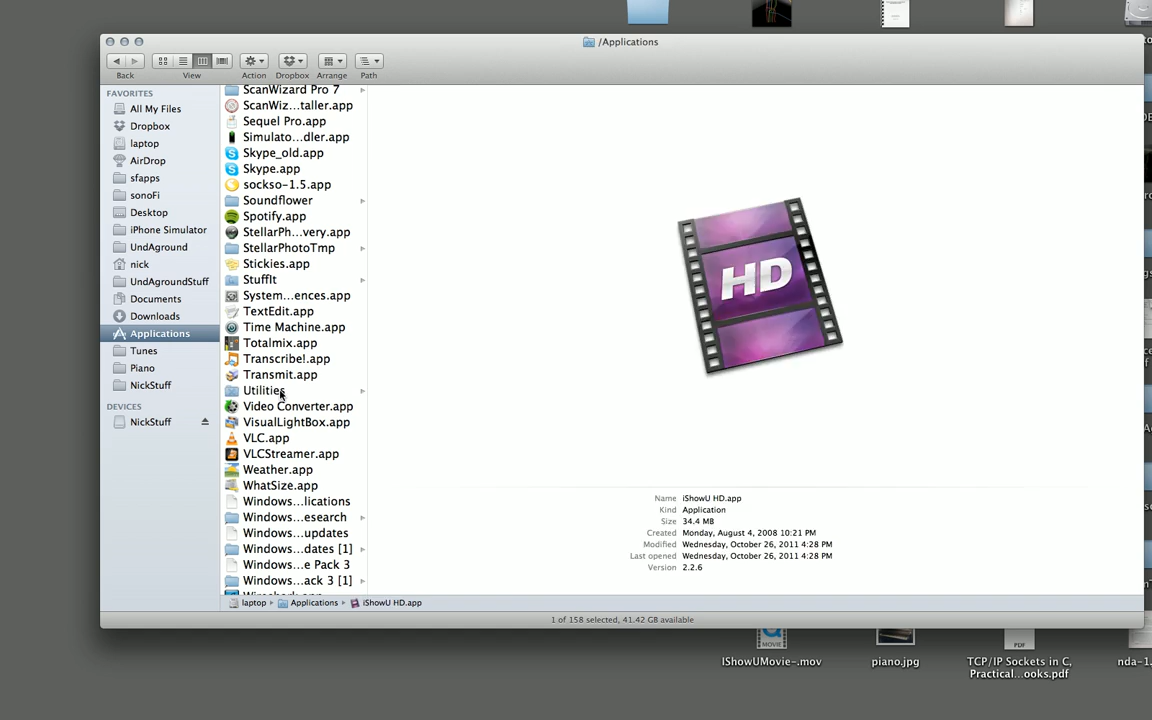 /Applications
Back
View
Action
Dropbox
Arrange
Path
FAVORITES
All My Files
Dropbox
laptop
AirDrop
sfapps
sonoFi
Desktop
iPhone Simulator
UndAground
nick
UndAgroundStuff
Documents
Downloads
Applications
Tunes
Piano
NickStuff
DEVICES
NickStuff
ScanWizard Pro 7
ScanWiz...taller.app
Sequel Pro.app
Simulato...dler.app
Skype_old.app
Skype.app
sockso-1.5.app
Soundflower
Spotify.app
StellarPh...very.app
StellarPhotoTmp
Stickies.app
StuffIt
System...ences.app
TextEdit.app
Time Machine.app
Totalmix.app
Transcribe!.app
Transmit.app
Utilities
Video Converter.app
VisualLightBox.app
VLC.app
VLCStreamer.app
Weather.app
WhatSize.app
Windows...lications
Windows...esearch
Windows...updates
Windows...dates [1]
Windows...e Pack 3
Windows...ack 3 [1]
HD
Name iShowU HD.app
Kind Application
Size 34.4 MB
Created Monday, August 4, 2008 10:21 PM
Modified Wednesday, October 26, 2011 4:28 PM
Last opened Wednesday, October 26, 2011 4:28 PM
Version 2.2.6
laptop Applications iShowU HD.app
1 of 158 selected, 41.42 GB available
MOVIE
PDF
IShowUMovie-.mov
piano.jpg
TCP/IP Sockets in C,
Practical...ooks.pdf
nda-1.